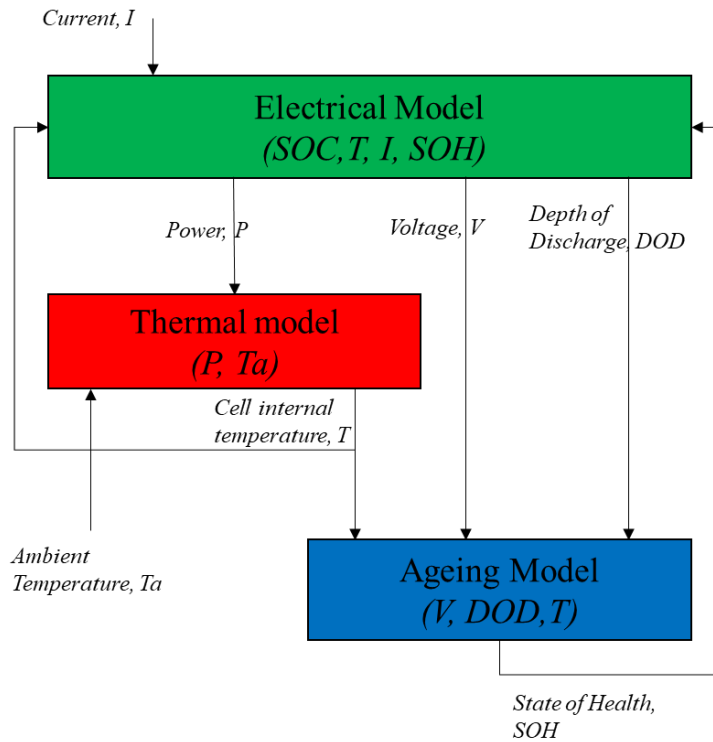 Current, I
Electrical Model
(SOC,T, I, SOH)
Power, P
Voltage, V
Depth of
Discharge, DOD
Thermal model
(P, Ta)
Cell internal
temperature, T
Ambient
Temperature, Ta
Ageing Model
(V, DOD,T)
State of Health,
SOH